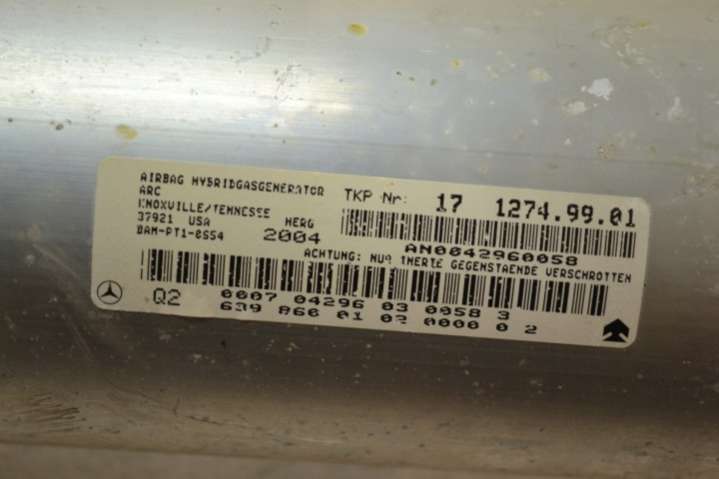 AIRBAG HYBRIDGASGENERATOR
ARC
KNOXVILLE/TENNESSE
37921 USA HERG
BAM-PT1-0554 2004
TKP Nr: 17 1274.99.01
AN0042960058
ACHTUNG: NUR INERTE GEGENSTAENDE VERSCHROTTEN
Q2 0007 04296 03 0058 3
639 860 01 02 0000 0 2